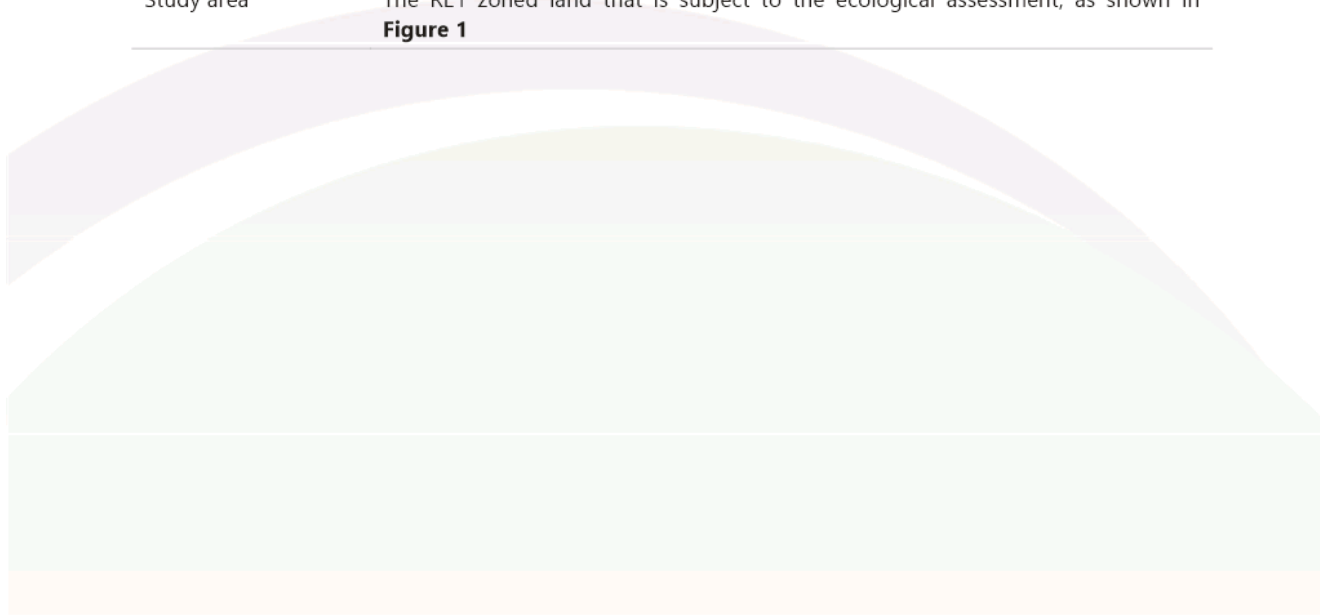 Study area The RE1 zoned land that is subject to the ecological assessment, as shown in
Figure 1